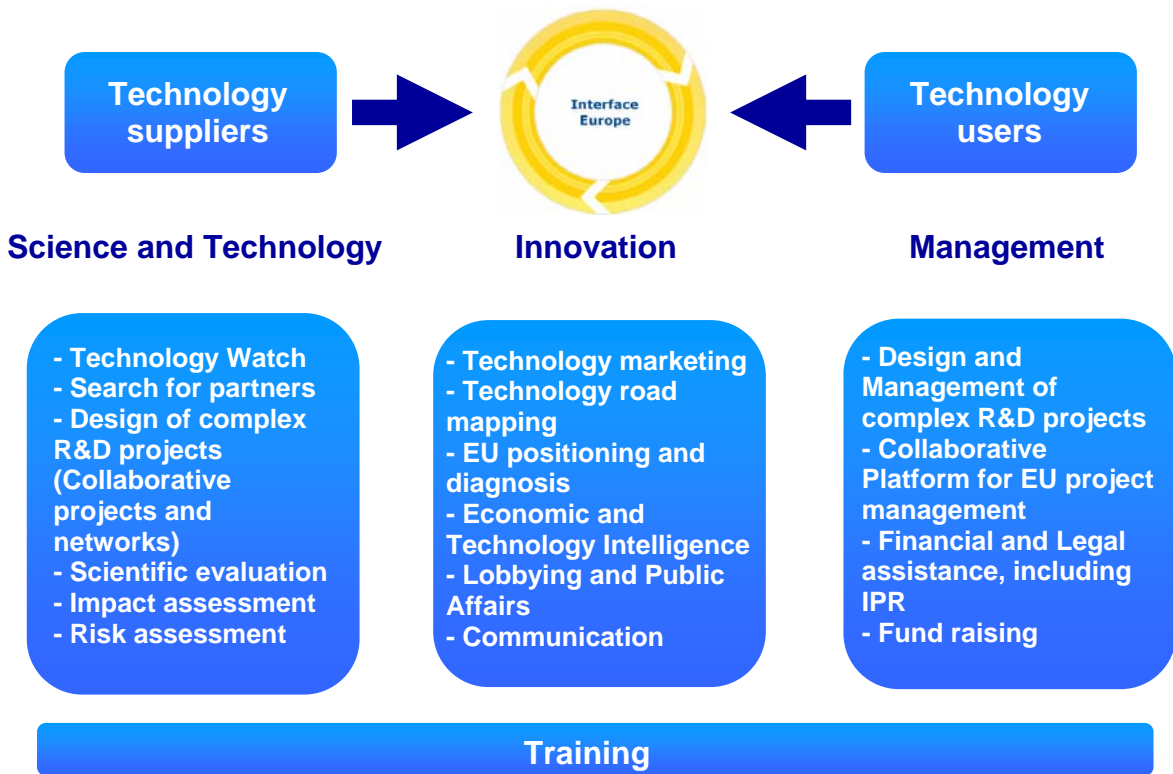 Technology
suppliers
Interface
Europe
Technology
users
Science and Technology
Innovation
Management
- Technology Watch
- Search for partners
- Design of complex
R&D projects
(Collaborative
projects and
networks)
- Scientific evaluation
- Impact assessment
- Risk assessment
- Technology marketing
- Technology road
mapping
- EU positioning and
diagnosis
- Economic and
Technology Intelligence
- Lobbying and Public
Affairs
- Communication
- Design and
Management of
complex R&D projects
- Collaborative
Platform for EU project
management
- Financial and Legal
assistance, including
IPR
- Fund raising
Training